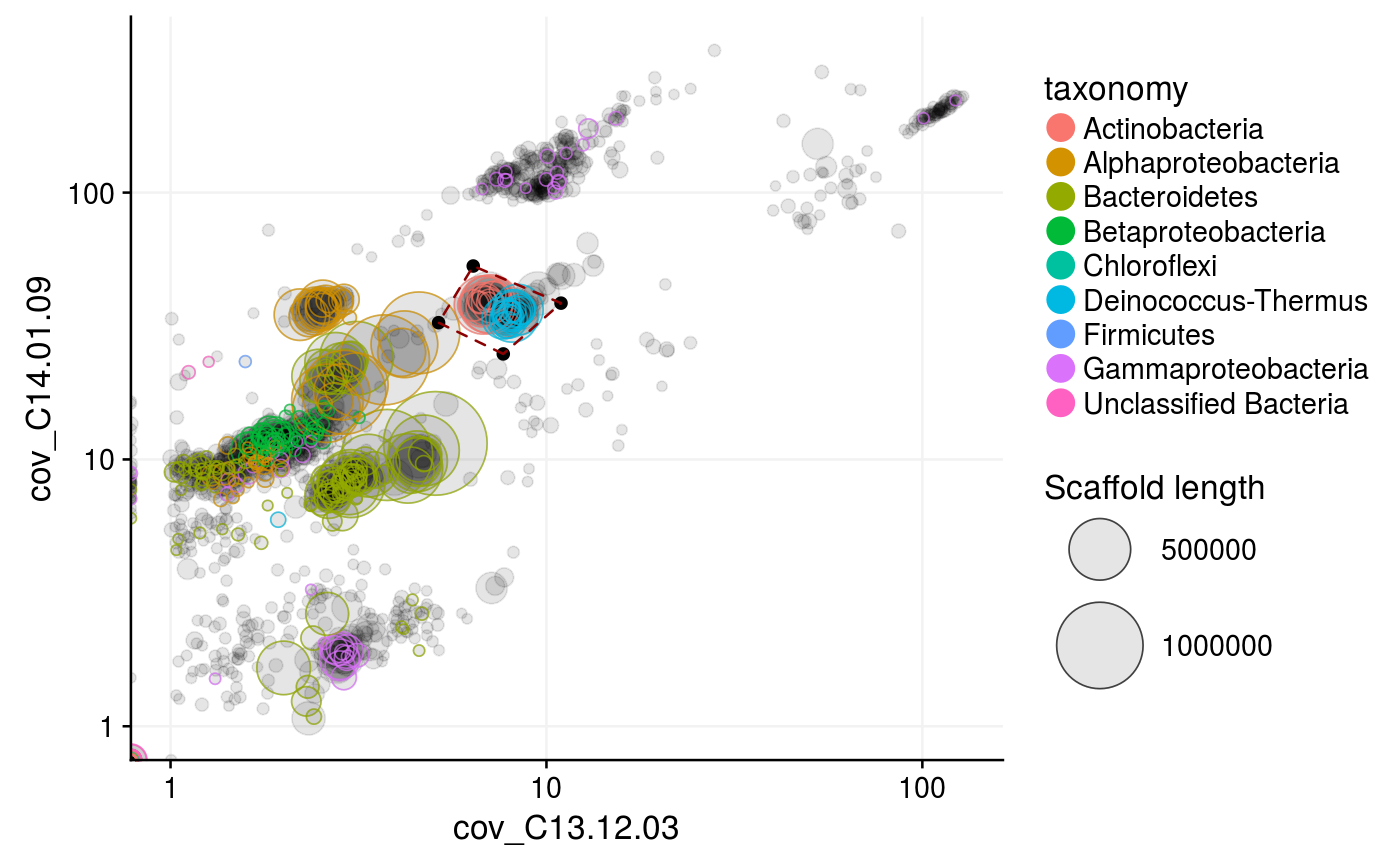 cov_C14.01.09
100
10
1
1
10
100
cov_C13.12.03
taxonomy
Actinobacteria
Alphaproteobacteria
Bacteroidetes
Betaproteobacteria
Chloroflexi
Deinococcus-Thermus
Firmicutes
Gammaproteobacteria
Unclassified Bacteria
Scaffold length
500000
1000000